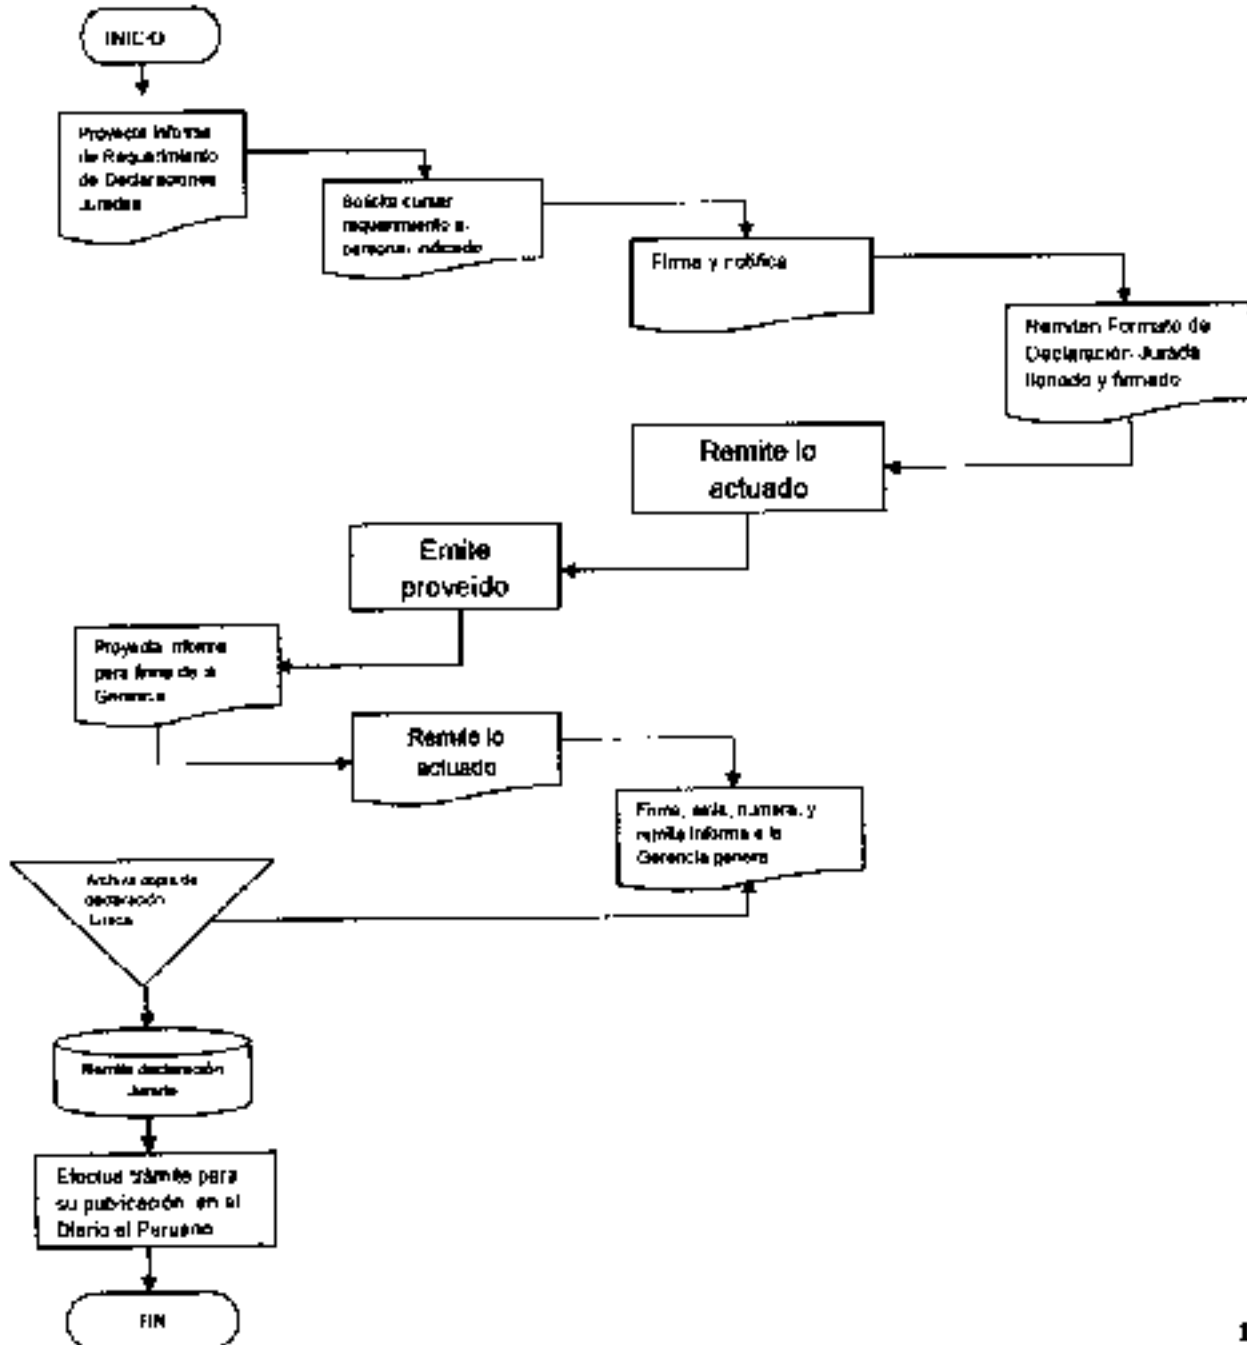 INICIO
Proyecta Informe
de Requerimiento
de Declaraciones
Juradas
Solicita cursar
requerimiento a
indicado
Firma y notifica
Remiten Formato de
Declaración Jurada
llenado y firmado
Remite lo
actuado
Emite
proveido
Proyecta informe
para firma de la
Gerencia
Remite lo
actuado
Firma, sella, numera, y
remite informe a la
Gerencia general
Archiva copia de
declaración
Remite declaración
Jurada
Efectua trámite para
su publicación en el
Diario el Peruano
FIN
1